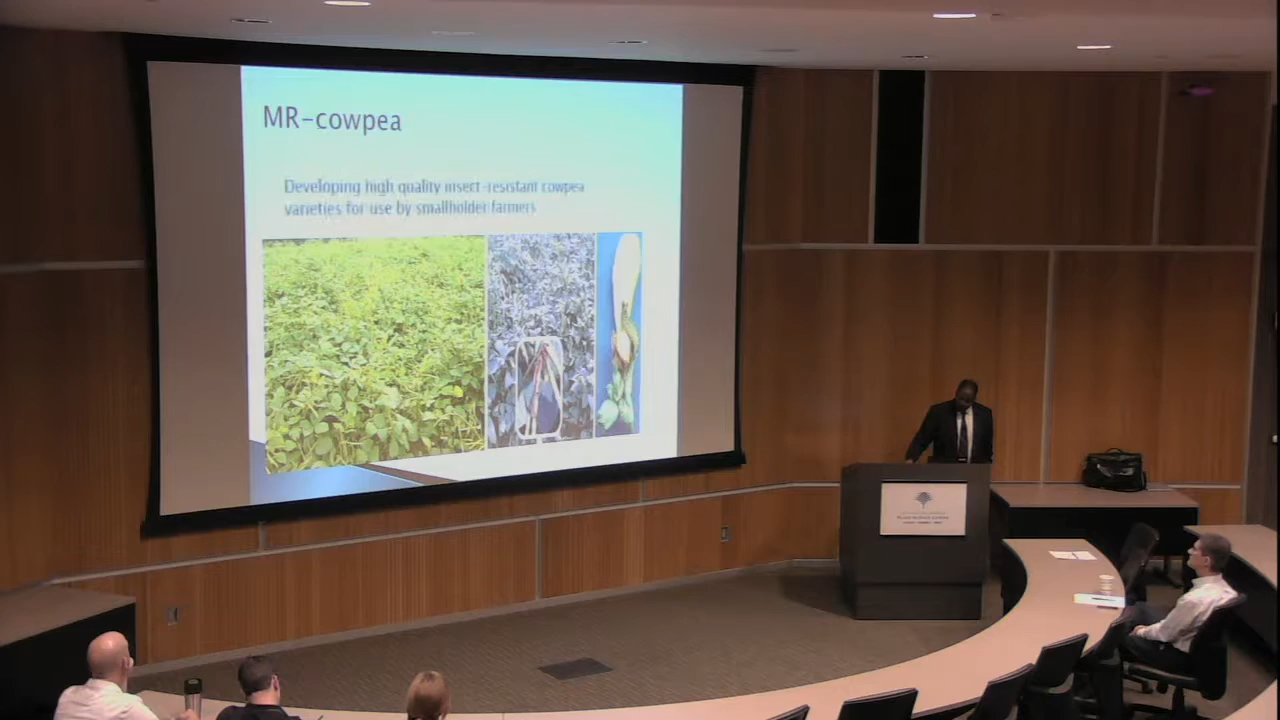 MR-cowpea
Developing high quality insect-resistant cowpea
varieties for use by smallholder farmers